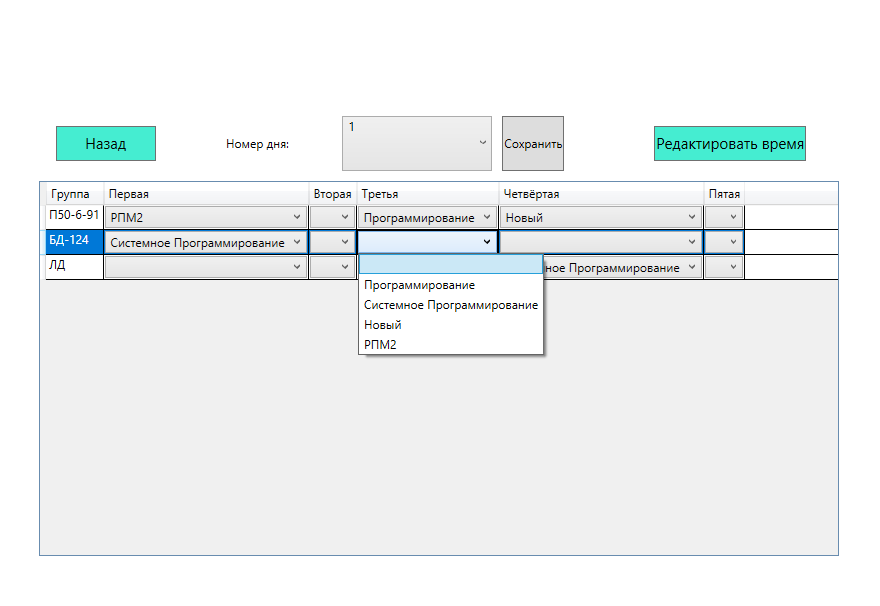 Назад
Номер дня:
1
Сохранить
Редактировать время
Группа Первая Вторая Третья Четвёртая Пятая
П50-6-91 РПМ2 Программирование Новый
БД-124 Системное Программирование
ЛД ное Программирование
Программирование
Системное Программирование
Новый
РПМ2